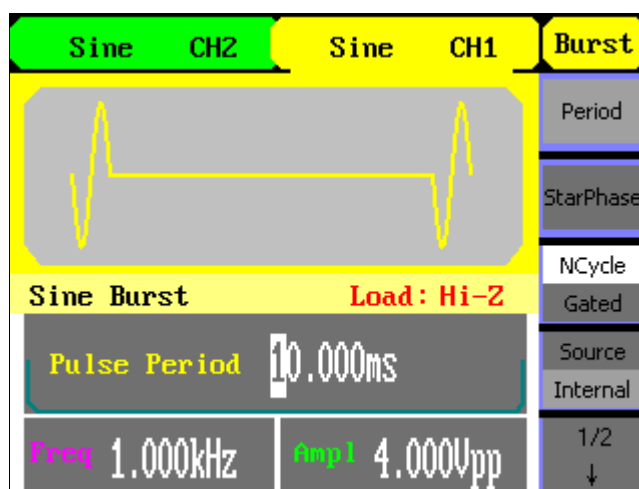 Sine CH2 Sine CH1 Burst
Period
StarPhase
NCycle
Gated
Sine Burst Load: Hi-Z
Pulse Period 10.000ms
Source
Internal
Freq 1.000kHz Ampl 4.000Vpp
1/2
↓